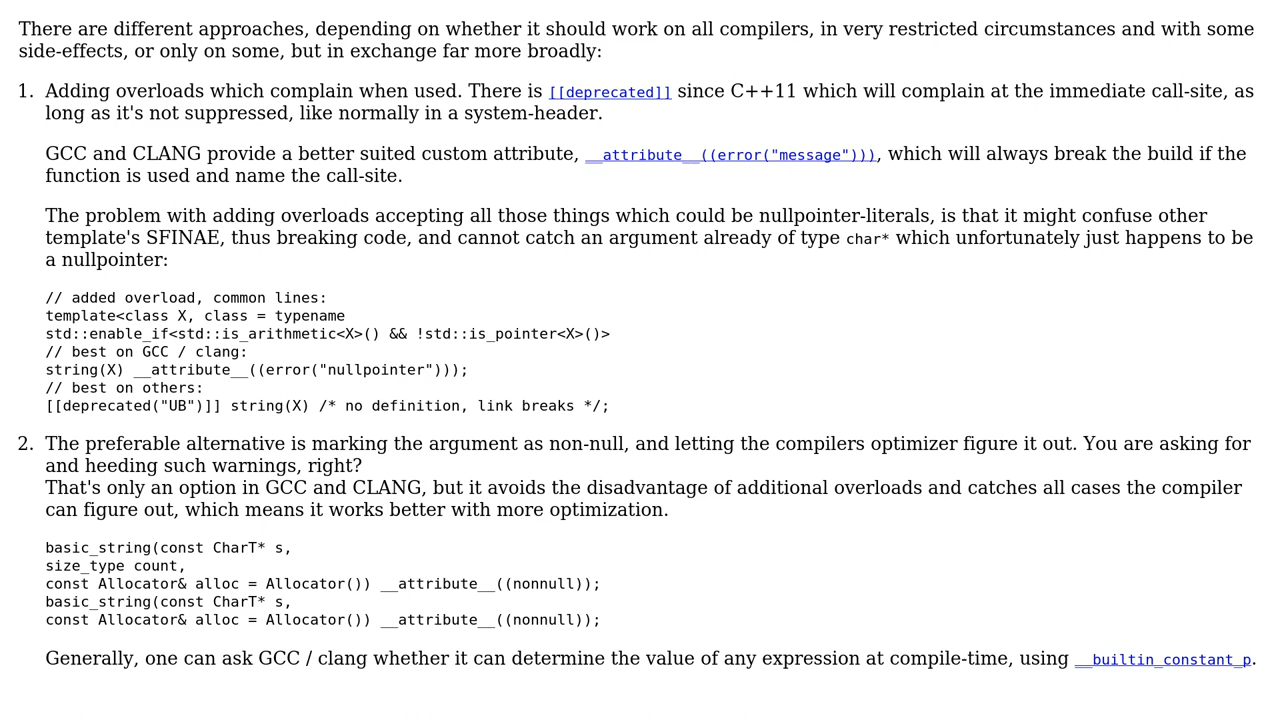 There are different approaches, depending on whether it should work on all compilers, in very restricted circumstances and with some
side-effects, or only on some, but in exchange far more broadly:
1. Adding overloads which complain when used. There is [[deprecated]] since C++11 which will complain at the immediate call-site, as
long as it's not suppressed, like normally in a system-header.
GCC and CLANG provide a better suited custom attribute, __attribute__((error("message"))), which will always break the build if the
function is used and name the call-site.
The problem with adding overloads accepting all those things which could be nullpointer-literals, is that it might confuse other
template's SFINAE, thus breaking code, and cannot catch an argument already of type char* which unfortunately just happens to be
a nullpointer:
// added overload, common lines:
template<class X, class = typename
std::enable_if<std::is_arithmetic<X>() && !std::is_pointer<X>()>
// best on GCC / clang:
string(X) __attribute__((error("nullpointer")));
// best on others:
[[deprecated("UB")]] string(X) /* no definition, link breaks */;
2. The preferable alternative is marking the argument as non-null, and letting the compilers optimizer figure it out. You are asking for
and heeding such warnings, right?
That's only an option in GCC and CLANG, but it avoids the disadvantage of additional overloads and catches all cases the compiler
can figure out, which means it works better with more optimization.
basic_string(const CharT* s,
size_type count,
const Allocator& alloc = Allocator()) __attribute__((nonnull));
basic_string(const CharT* s,
const Allocator& alloc = Allocator()) __attribute__((nonnull));
Generally, one can ask GCC / clang whether it can determine the value of any expression at compile-time, using __builtin_constant_p.